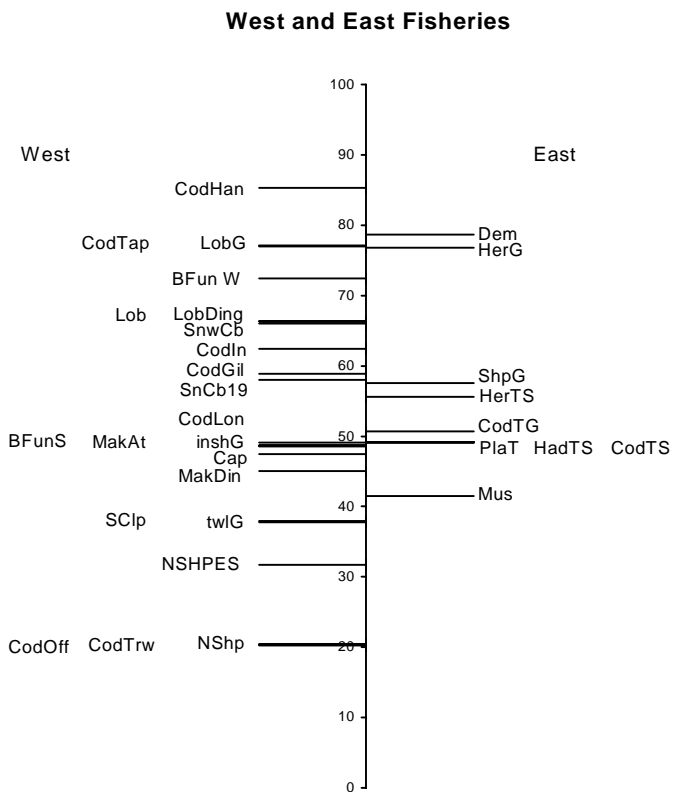 West and East Fisheries
100
West
90
East
CodHan
80
CodTap LobG
Dem
HerG
BFun W
70
Lob LobDing
SnwCb
CodIn
60
CodGil
ShpG
SnCb19
HerTS
CodLon
CodTG
50
BFunS MakAt inshG
PlaT HadTS CodTS
Cap
MakDin
Mus
40
SClp twlG
NSHPES
30
CodOff CodTrw NShp
20
10
0